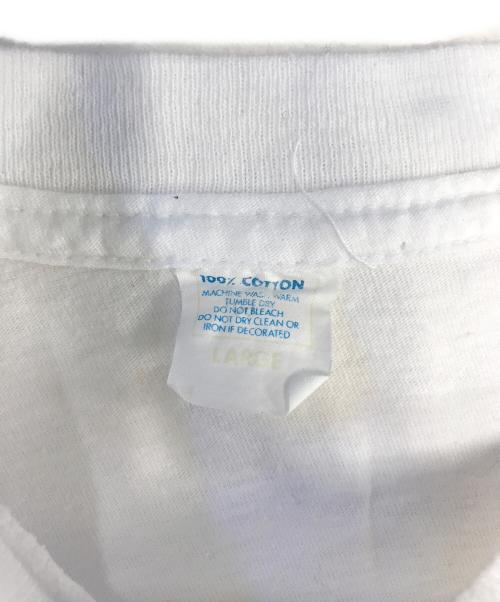 100% COTTON
MACHINE WASH WARM
TUMBLE DRY
DO NOT BLEACH
DO NOT DRY CLEAN OR
IRON IF DECORATED
LARGE